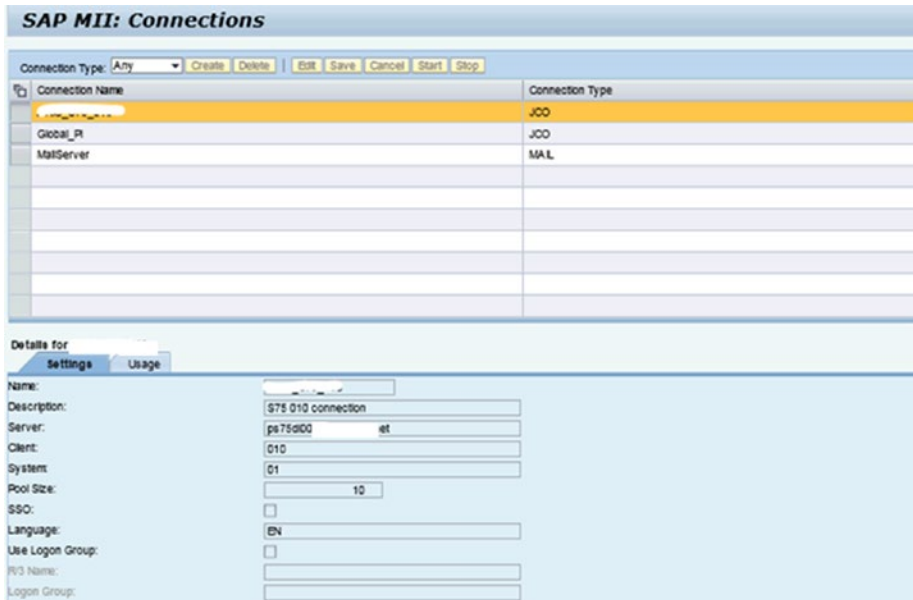 SAP MII: Connections
Connection Type: Any Create Delete Edit Save Cancel Start Stop
Connection Name Connection Type
JCO
Global_PI JCO
MailServer MAIL
Details for
Settings Usage
Name:
Description: S75 010 connection
Server: ps75di00 et
Client: 010
System: 01
Pool Size: 10
SSO:
Language: EN
Use Logon Group:
R/3 Name:
Logon Group: